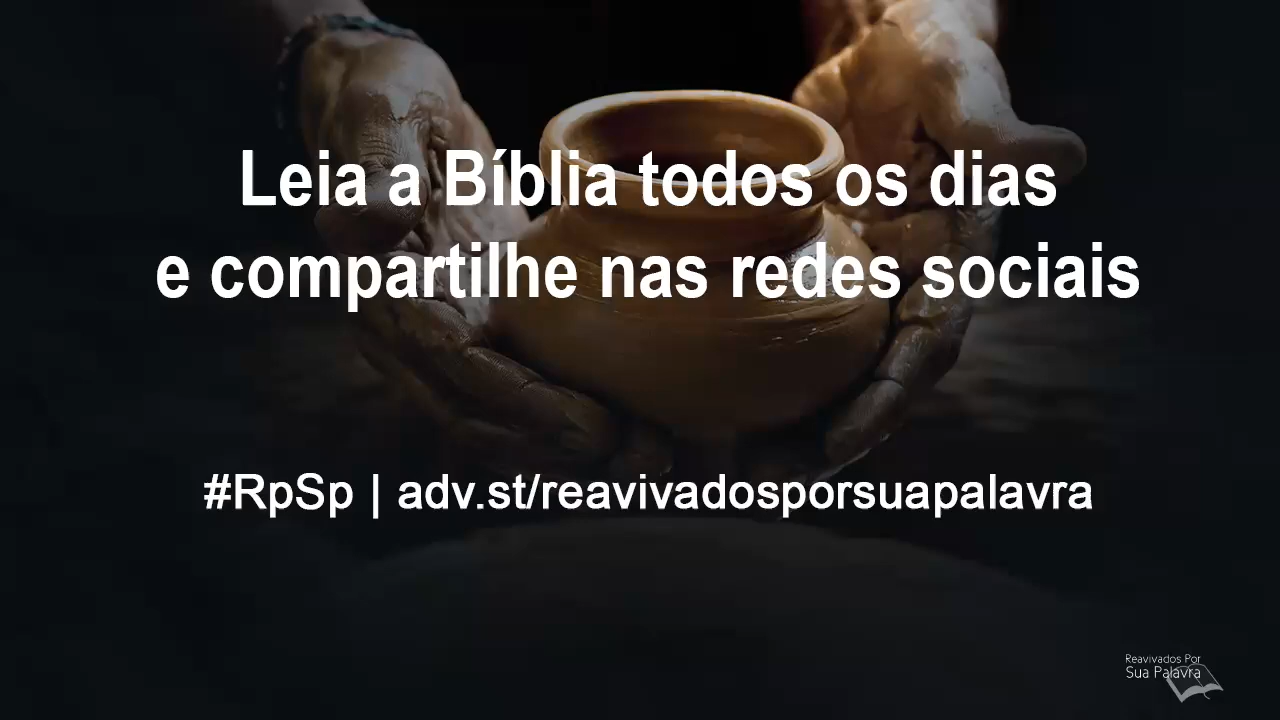 Leia a Bíblia todos os dias
e compartilhe nas redes sociais
#RpSp | adv.st/reavivadosporsuapalavra
Reavivados Por
Sua Palavra